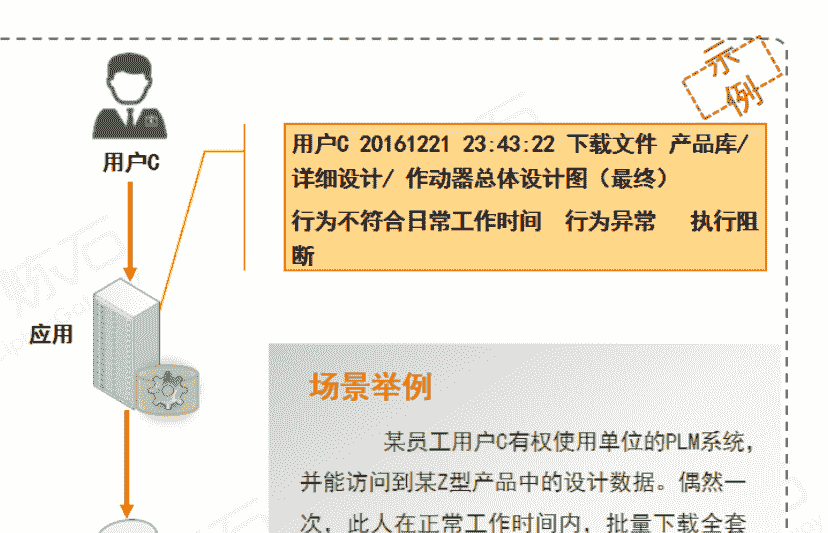 示例
用户C
用户C 20161221 23:43:22 下载文件 产品库/
详细设计/ 作动器总体设计图（最终）
行为不符合日常工作时间 行为异常 执行阻
断
应用
场景举例
某员工用户C有权使用单位的PLM系统，
并能访问到某Z型产品中的设计数据。偶然一
次，此人在正常工作时间内，批量下载全套
炼石